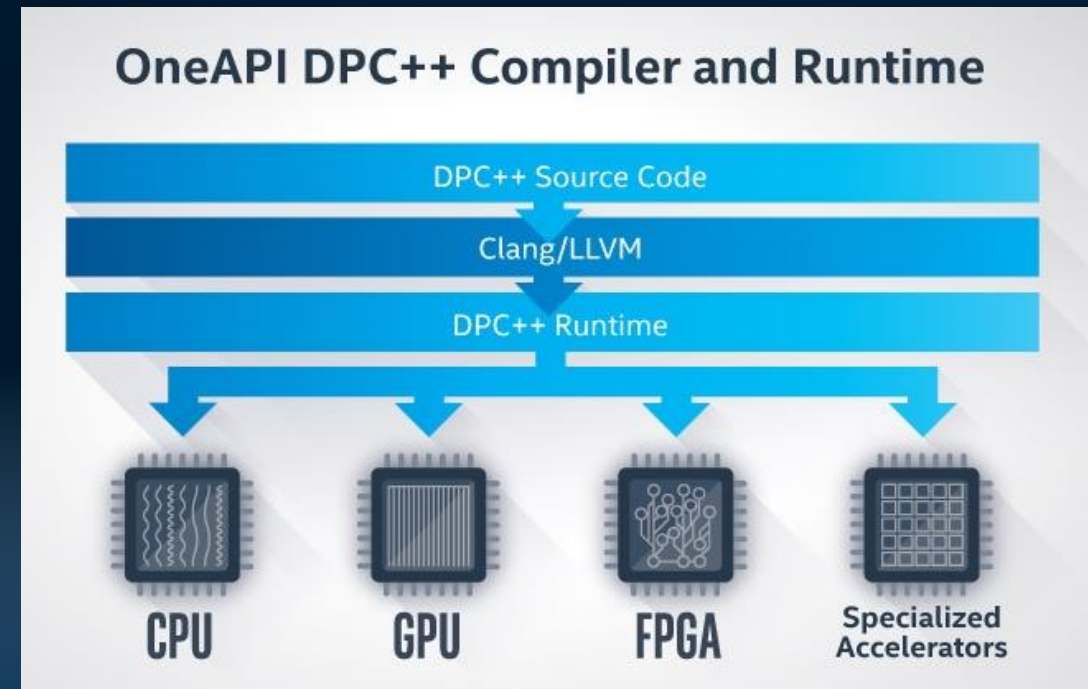 OneAPI DPC++ Compiler and Runtime
DPC++ Source Code
Clang/LLVM
DPC++ Runtime
CPU
GPU
FPGA
Specialized
Accelerators